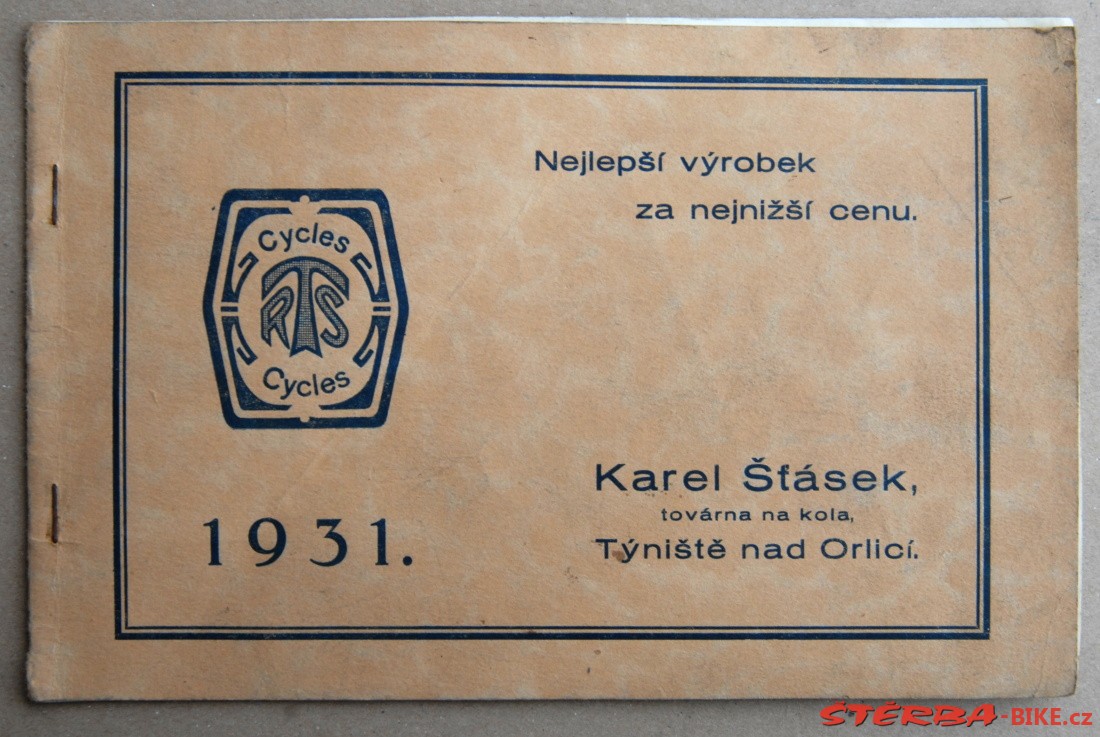 Nejlepší výrobek
za nejnižší cenu.
Cycles
RTS
Cycles
1931.
Karel Šťásek,
továrna na kola,
Týniště nad Orlicí.
ŠTĚRBA-BIKE.cz